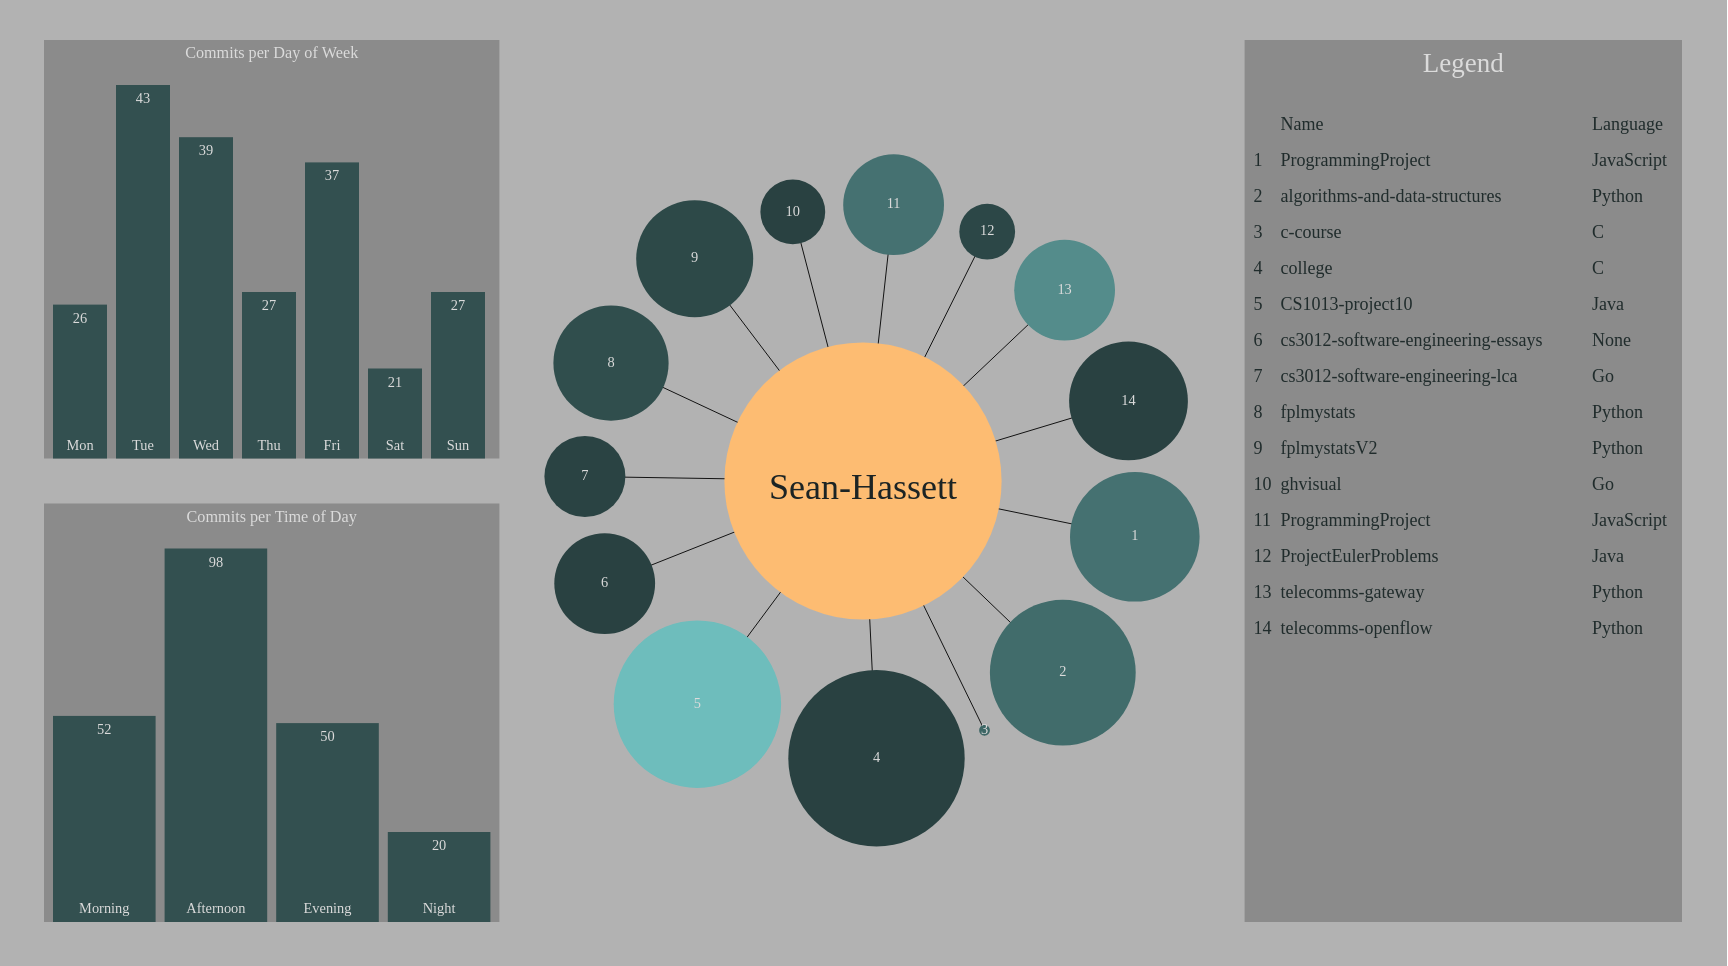 Commits per Day of Week
43
39
37
26
27
27
21
Mon Tue Wed Thu Fri Sat Sun
Commits per Time of Day
98
52
50
20
Morning Afternoon Evening Night
10
11
12
9
13
8
14
Sean-Hassett
7
1
6
2
5
3
4
Legend
Name Language
1 ProgrammingProject JavaScript
2 algorithms-and-data-structures Python
3 c-course C
4 college C
5 CS1013-project10 Java
6 cs3012-software-engineering-essays None
7 cs3012-software-engineering-lca Go
8 fplmystats Python
9 fplmystatsV2 Python
10 ghvisual Go
11 ProgrammingProject JavaScript
12 ProjectEulerProblems Java
13 telecomms-gateway Python
14 telecomms-openflow Python